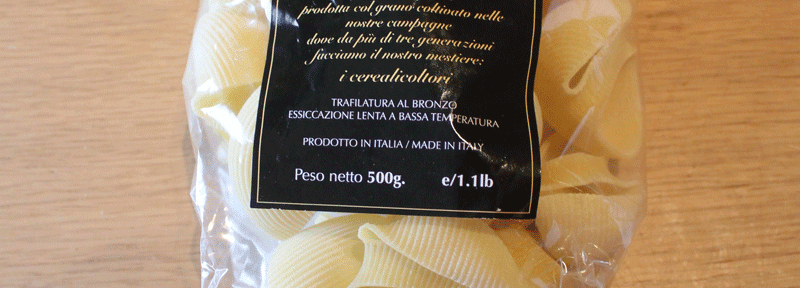 prodotta col grano coltivato nelle
nostre campagne
dove da più di tre generazioni
facciamo il nostro mestiere:
i cerealicoltori
TRAFILATURA AL BRONZO
ESSICCAZIONE LENTA A BASSA TEMPERATURA
PRODOTTO IN ITALIA / MADE IN ITALY
Peso netto 500g. e/1.1lb